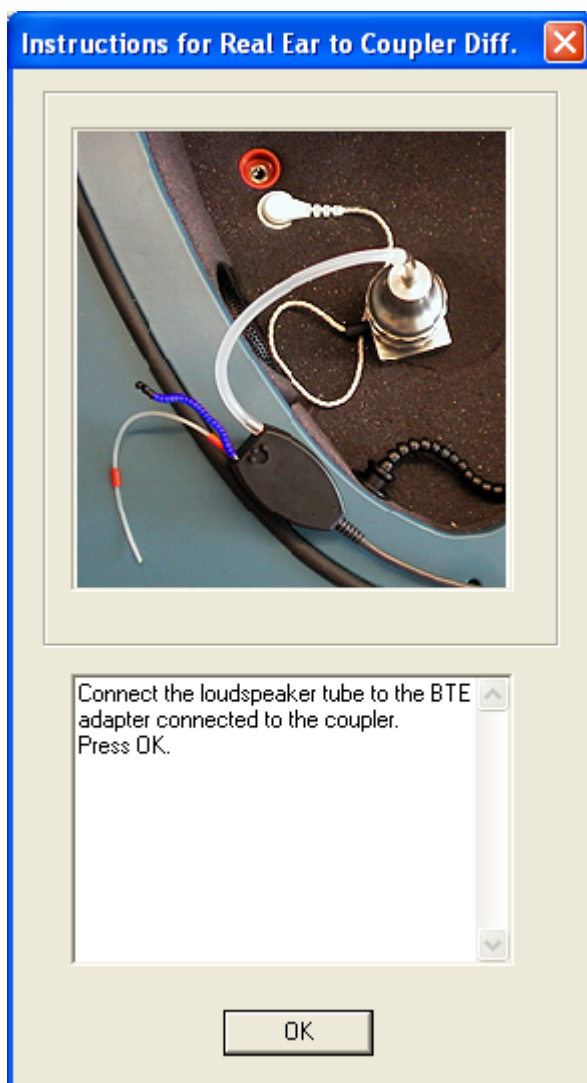 Instructions for Real Ear to Coupler Diff.
Connect the loudspeaker tube to the BTE
adapter connected to the coupler.
Press OK.
OK